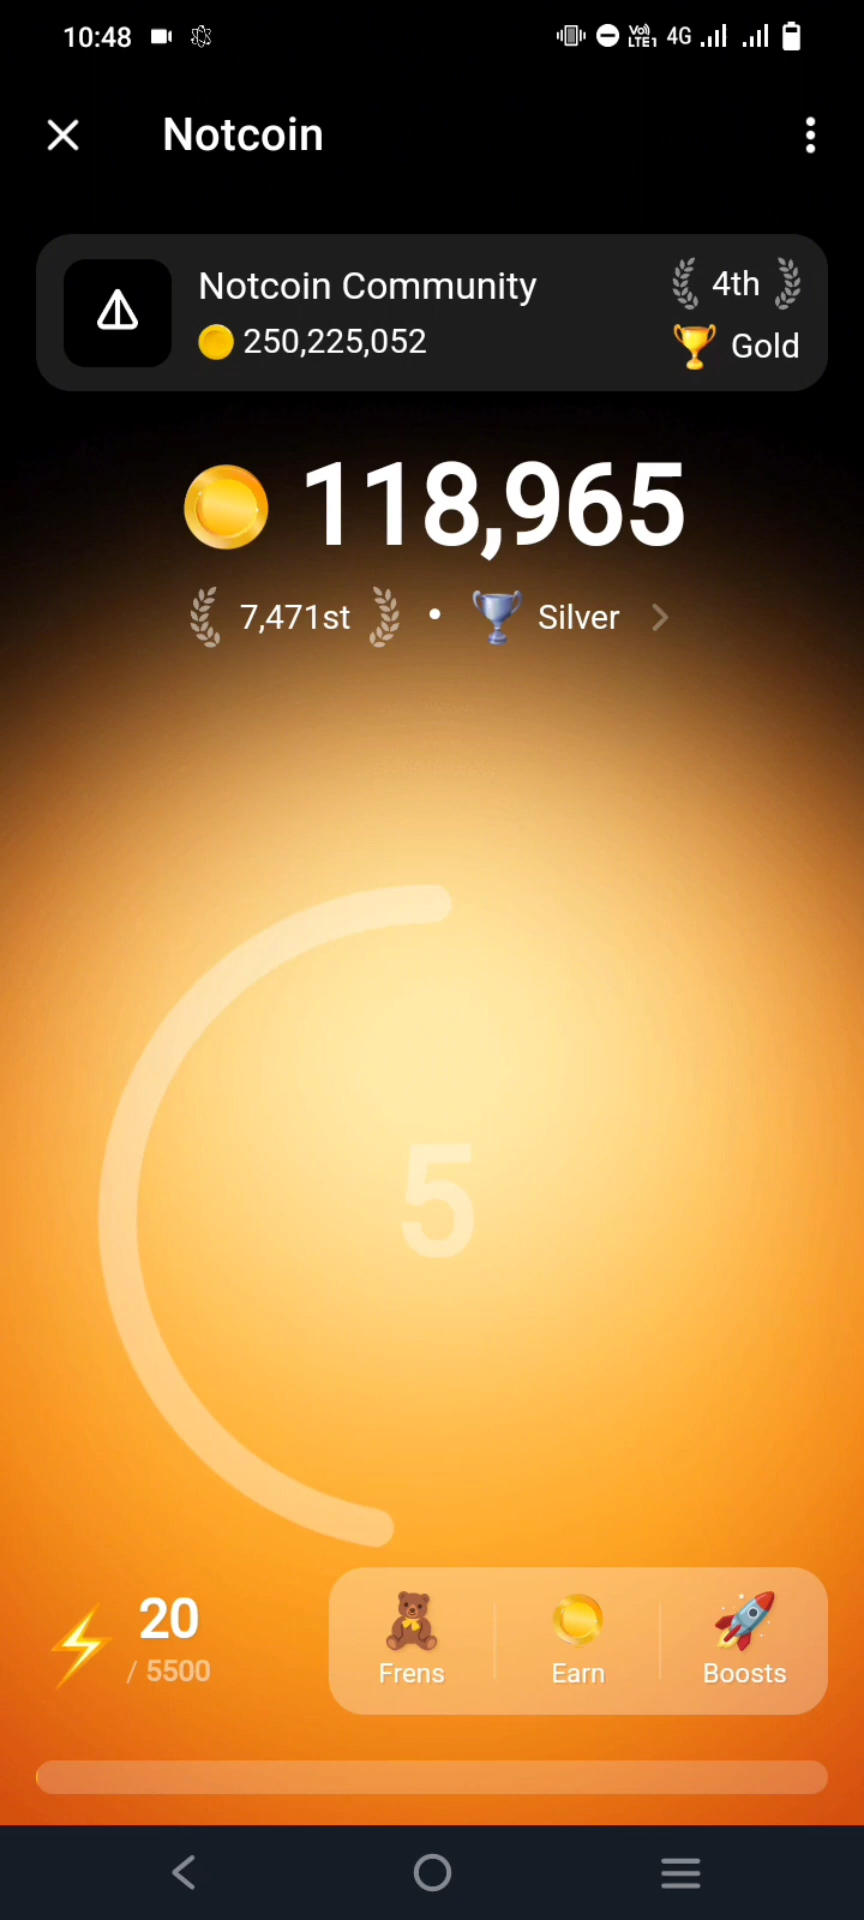 10:48 VoLTE1 4G
Notcoin
Notcoin Community
250,225,052
4th
Gold
118,965
7,471st • Silver
5
20
/ 5500
Frens Earn Boosts